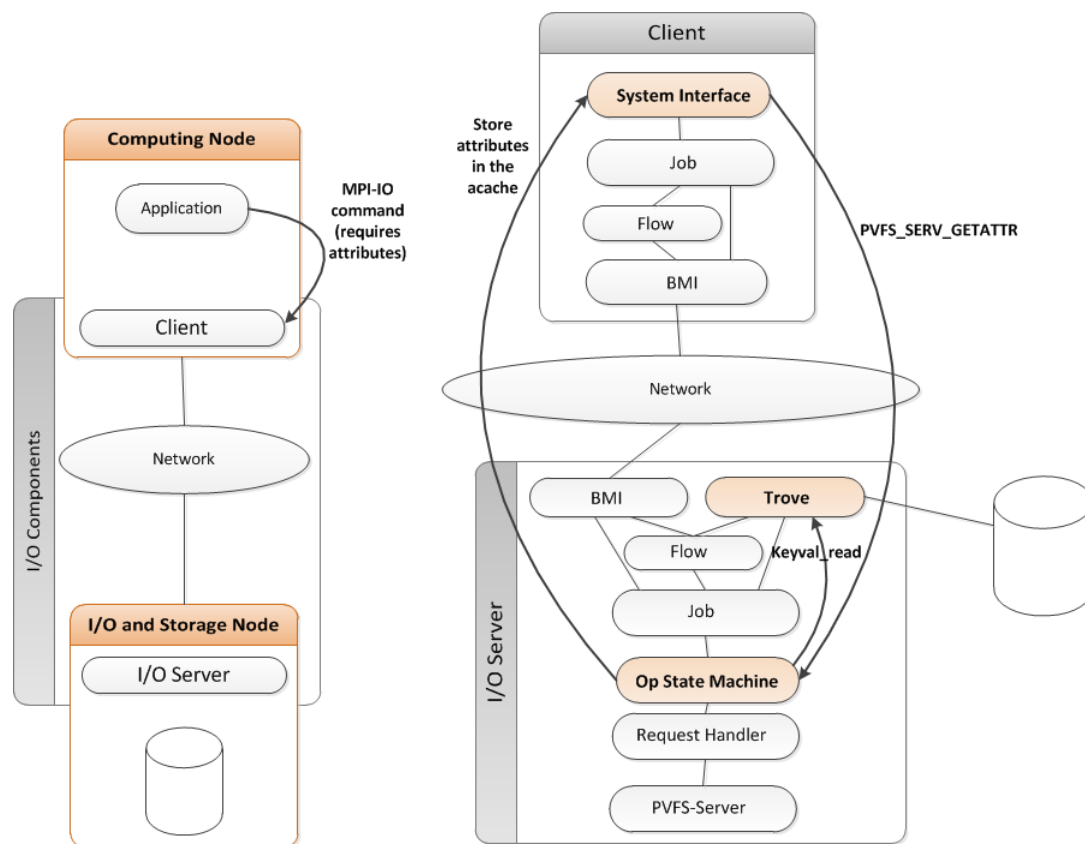 Computing Node
Application
MPI-IO
command
(requires
attributes)
Client
Network
I/O Components
I/O and Storage Node
I/O Server
Client
System Interface
Store
attributes
in the
acache
Job
Flow
PVFS_SERV_GETATTR
BMI
Network
I/O Server
BMI
Trove
Flow
Keyval_read
Job
Op State Machine
Request Handler
PVFS-Server